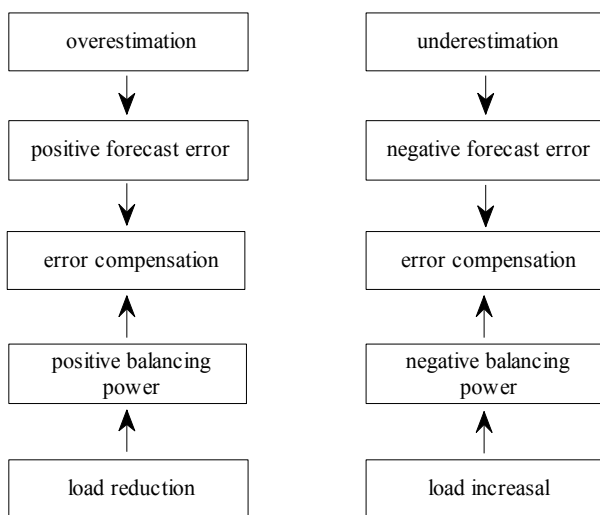 overestimation
positive forecast error
error compensation
positive balancing
power
load reduction
underestimation
negative forecast error
error compensation
negative balancing
power
load increasal